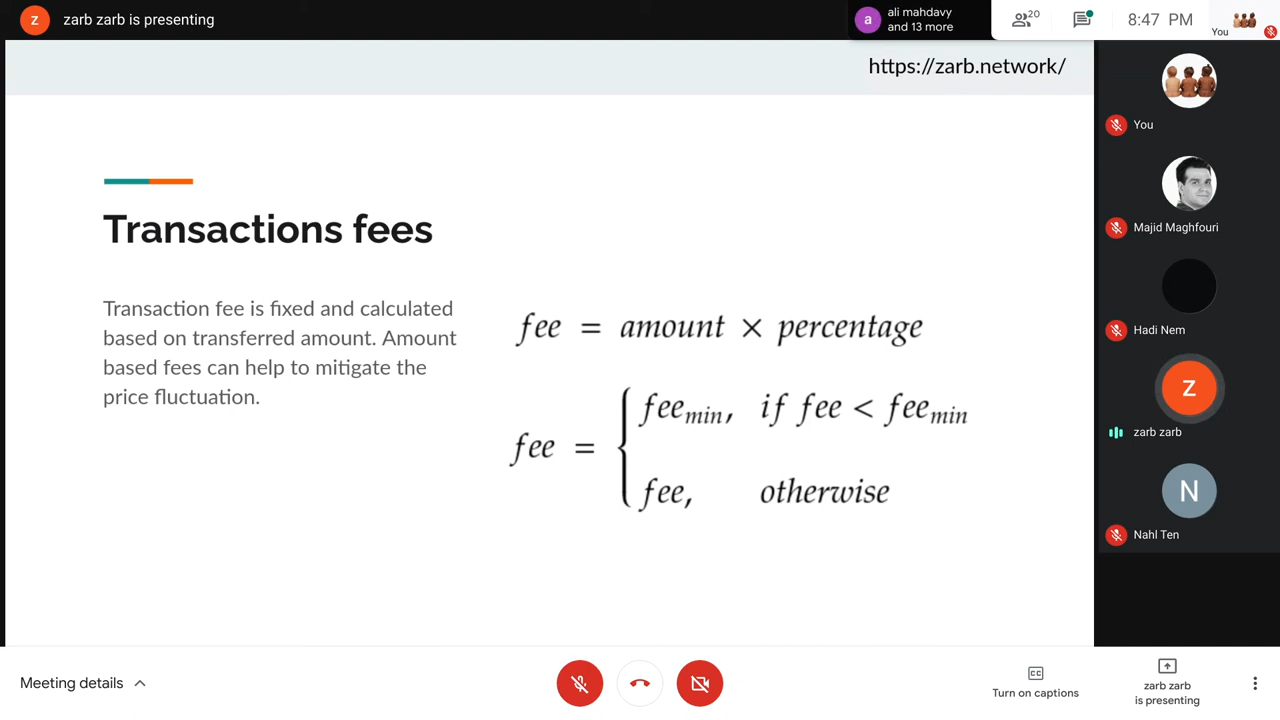 z
zarb zarb is presenting
a
ali mahdavy
and 13 more
20
8:47 PM
You
https://zarb.network/
You
Transactions fees
Majid Maghfouri
Transaction fee is fixed and calculated
based on transferred amount. Amount
based fees can help to mitigate the
price fluctuation.
fee = amount × percentage
Hadi Nem
fee = { fee_min, if fee < fee_min
fee, otherwise
Z
zarb zarb
N
Nahl Ten
Meeting details
CC
Turn on captions
zarb zarb
is presenting